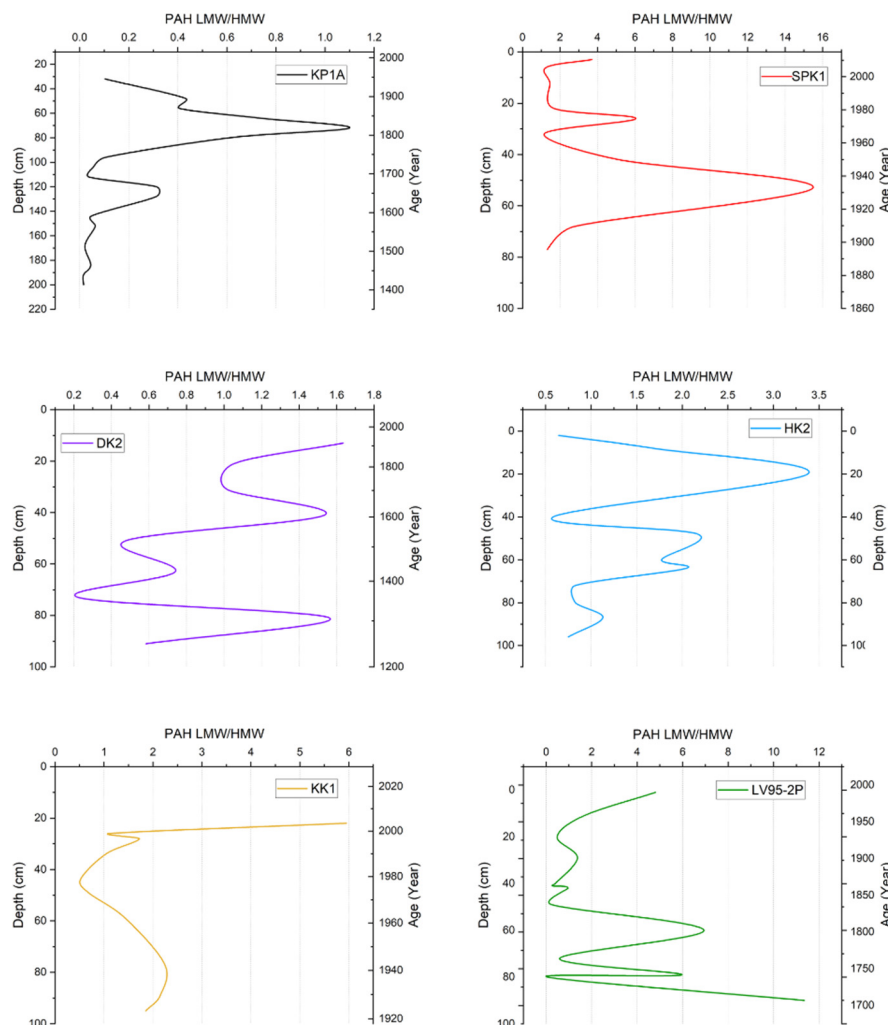 PAH LMW/HMW
0.0 0.2 0.4 0.6 0.8 1.0 1.2
KP1A
Depth (cm)
20
40
60
80
100
120
140
160
180
200
220
Age (Year)
2000
1900
1800
1700
1600
1500
1400
PAH LMW/HMW
0 2 4 6 8 10 12 14 16
SPK1
Depth (cm)
0
20
40
60
80
100
Age (Year)
2000
1980
1960
1940
1920
1900
1880
1860
PAH LMW/HMW
0.2 0.4 0.6 0.8 1.0 1.2 1.4 1.6 1.8
DK2
Depth (cm)
0
20
40
60
80
100
Age (Year)
2000
1800
1600
1400
1200
PAH LMW/HMW
0.5 1.0 1.5 2.0 2.5 3.0 3.5
HK2
Depth (cm)
0
20
40
60
80
100
Depth (cm)
0
20
40
60
80
100
PAH LMW/HMW
0 1 2 3 4 5 6
KK1
Depth (cm)
0
20
40
60
80
100
Age (Year)
2020
2000
1980
1960
1940
1920
PAH LMW/HMW
0 2 4 6 8 10 12
LV95-2P
Depth (cm)
0
20
40
60
80
100
Age (Year)
2000
1950
1900
1850
1800
1750
1700